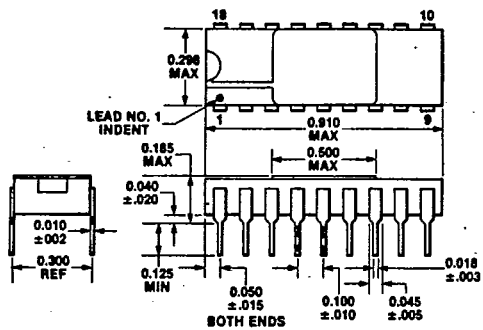 18 10
0.298
MAX
LEAD NO. 1
INDENT
1 9
0.910
MAX
0.185
MAX
0.500
MAX
0.040
±.020
0.010
±.002
0.300
REF
0.125
MIN
0.050
±.015
BOTH ENDS
0.100
±.010
0.045
±.005
0.018
±.003